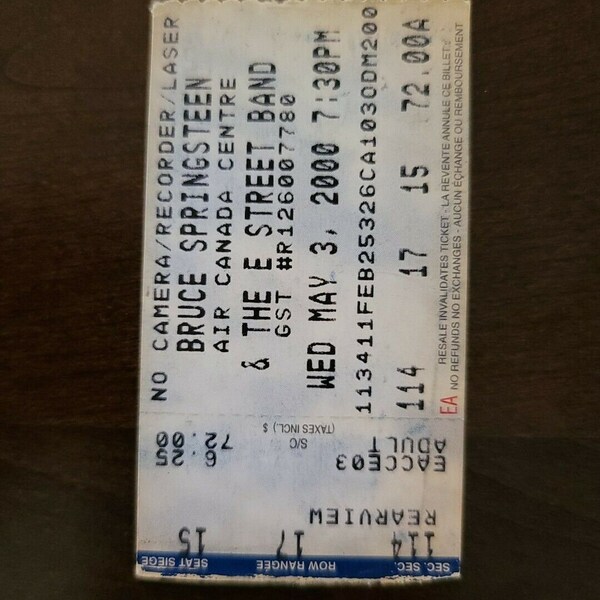 NO CAMERA/RECORDER/LASER
BRUCE SPRINGSTEEN
AIR CANADA CENTRE
& THE E STREET BAND
GST #R126007780
WED MAY 3, 2000 7:30PM
113411FEB25326CA1030DM200
114 17 15 72.00A
RESALE INVALIDATES TICKET - LA REVENTE ANNULE CE BILLET
EA NO REFUNDS NO EXCHANGES - AUCUN ÉCHANGE OU REMBOURSEMENT
SEC. SEC. ROW RANGÉE SEAT SIÈGE
114 17 15
REARVIEW
EACCE03 6.25
ADULT S/C 72.00
(TAXES INCL.) $